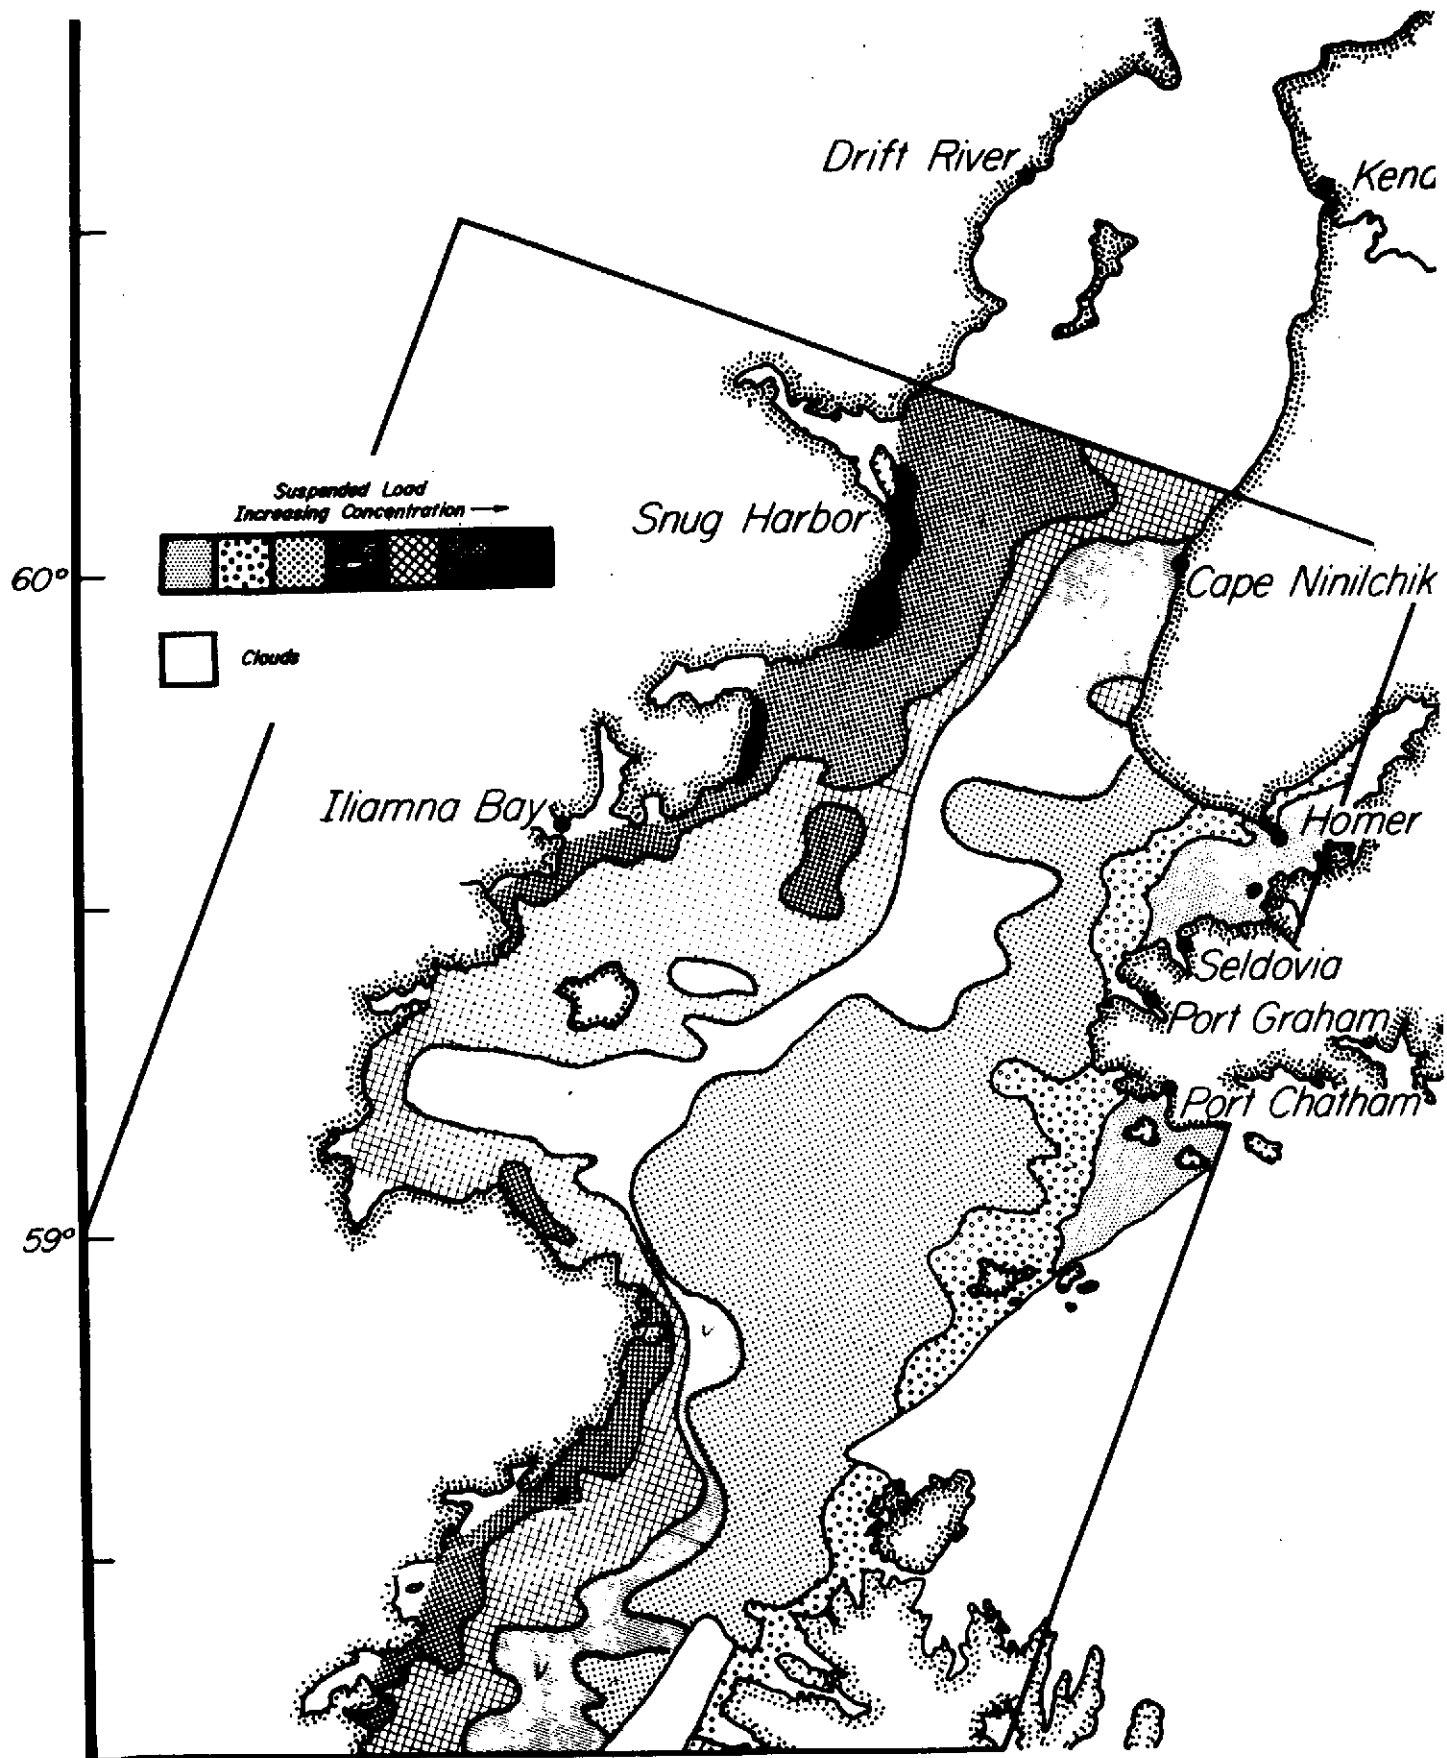 Drift River
Kena
Suspended Load
Increasing Concentration
Snug Harbor
60°
Cape Ninilchik
Clouds
Iliamna Bay
Homer
Seldovia
Port Graham
Port Chatham
59°
v
v